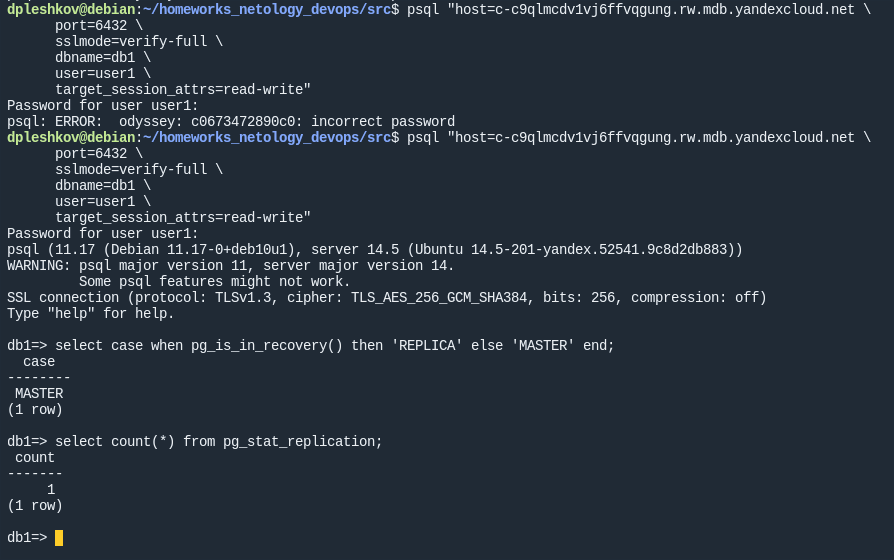 dpleshkov@debian:~/homeworks_netology_devops/src$ psql "host=c-c9qlmcdv1vj6ffvqgung.rw.mdb.yandexcloud.net \
      port=6432 \
      sslmode=verify-full \
      dbname=db1 \
      user=user1 \
      target_session_attrs=read-write"
Password for user user1:
psql: ERROR:  odyssey: c0673472890c0: incorrect password
dpleshkov@debian:~/homeworks_netology_devops/src$ psql "host=c-c9qlmcdv1vj6ffvqgung.rw.mdb.yandexcloud.net \
      port=6432 \
      sslmode=verify-full \
      dbname=db1 \
      user=user1 \
      target_session_attrs=read-write"
Password for user user1:
psql (11.17 (Debian 11.17-0+deb10u1), server 14.5 (Ubuntu 14.5-201-yandex.52541.9c8d2db883))
WARNING: psql major version 11, server major version 14.
         Some psql features might not work.
SSL connection (protocol: TLSv1.3, cipher: TLS_AES_256_GCM_SHA384, bits: 256, compression: off)
Type "help" for help.

db1=> select case when pg_is_in_recovery() then 'REPLICA' else 'MASTER' end;
  case
--------
 MASTER
(1 row)

db1=> select count(*) from pg_stat_replication;
 count
-------
     1
(1 row)

db1=>